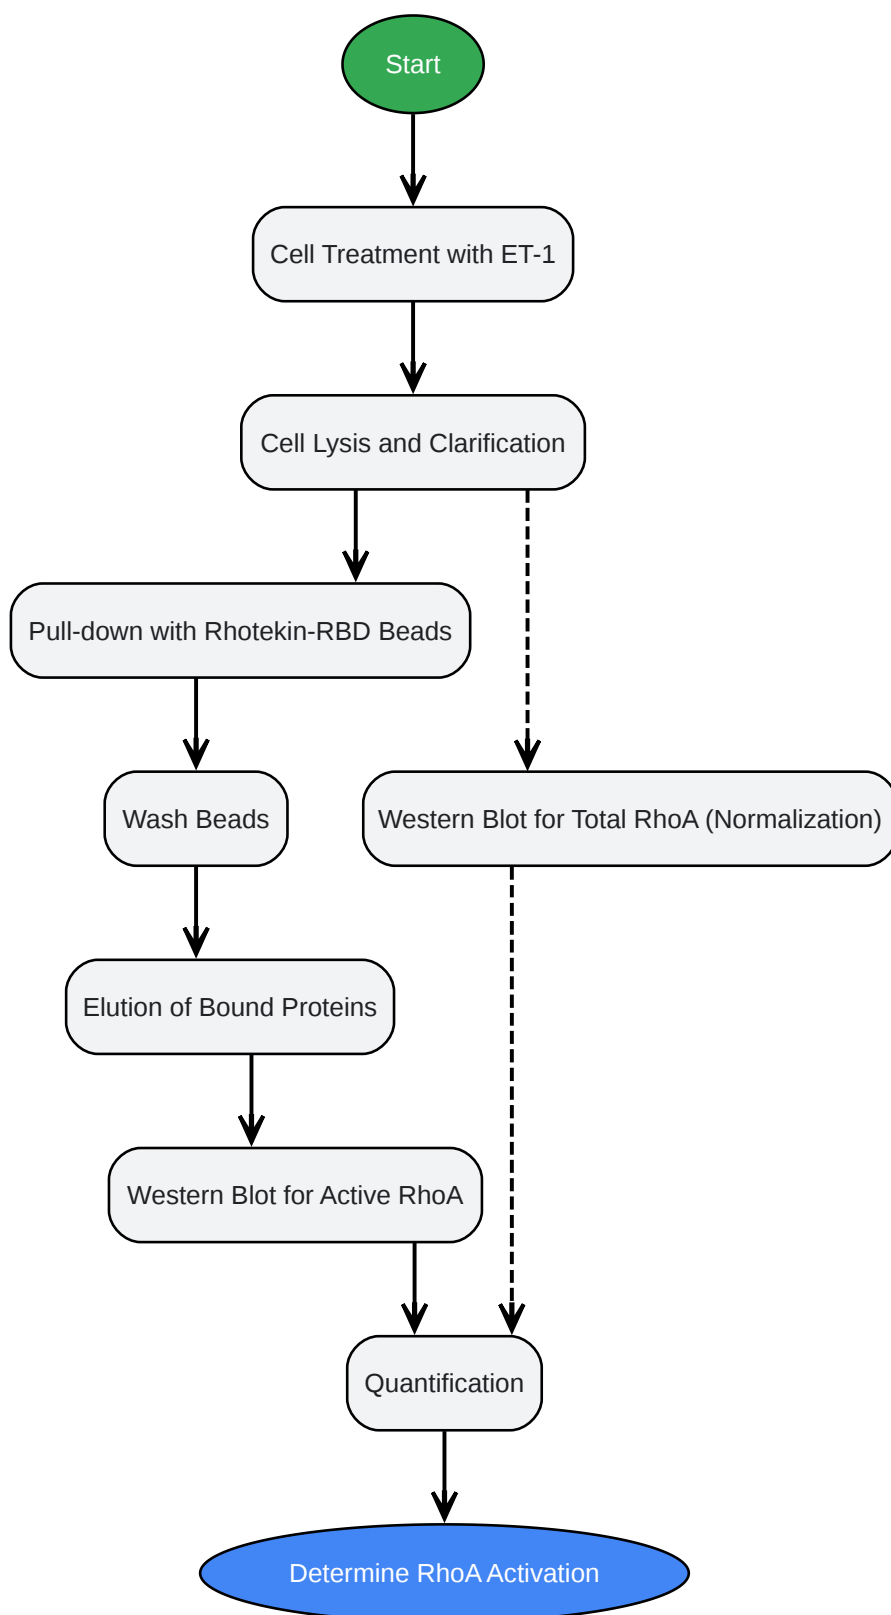 Start
Cell Treatment with ET-1
Cell Lysis and Clarification
Pull-down with Rhotekin-RBD Beads
Wash Beads
Western Blot for Total RhoA (Normalization)
Elution of Bound Proteins
Western Blot for Active RhoA
Quantification
Determine RhoA Activation